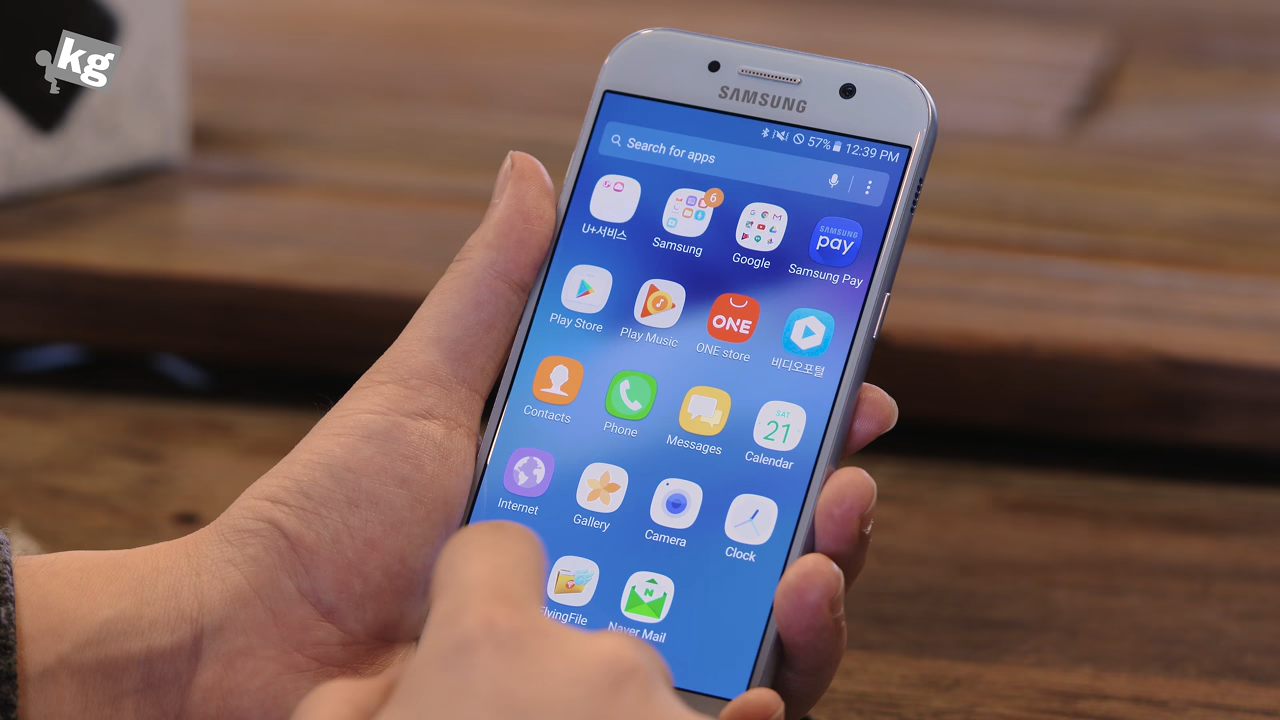 kg
SAMSUNG
57% 12:39 PM
Search for apps
6
U+서비스
Samsung
Google
SAMSUNG
pay
Samsung Pay
Play Store
Play Music
ONE
ONE store
비디오포털
Contacts
Phone
Messages
SAT
21
Calendar
Internet
Gallery
Camera
Clock
FlyingFile
N
Naver Mail